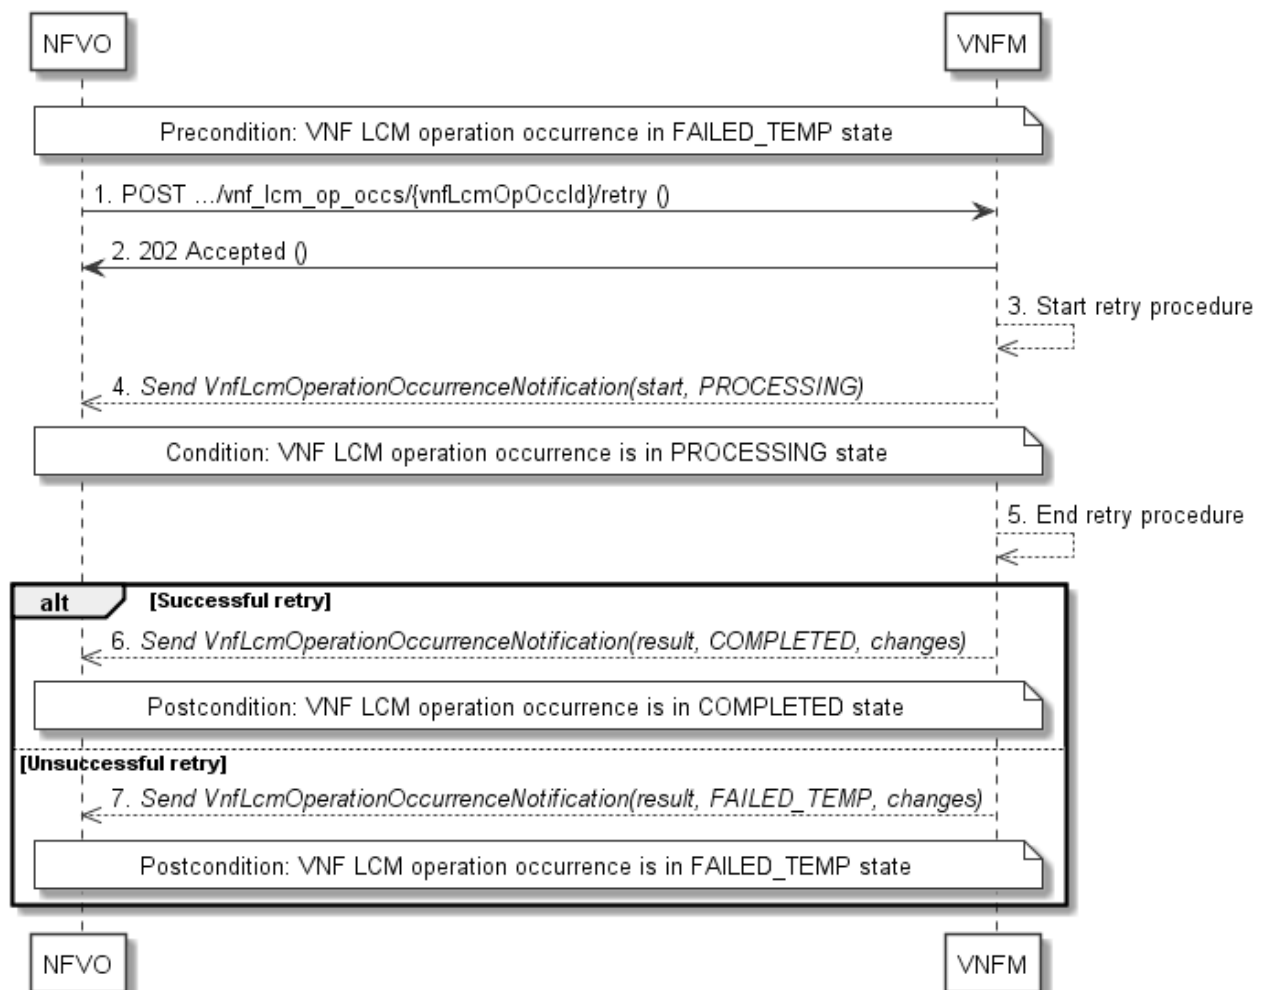 NFVO
VNFM
Precondition: VNF LCM operation occurrence in FAILED_TEMP state
1. POST .../vnf_lcm_op_occs/{vnfLcmOpOccId}/retry ()
2. 202 Accepted ()
3. Start retry procedure
4. Send VnfLcmOperationOccurrenceNotification(start, PROCESSING)
Condition: VNF LCM operation occurrence is in PROCESSING state
5. End retry procedure
alt
[Successful retry]
6. Send VnfLcmOperationOccurrenceNotification(result, COMPLETED, changes)
Postcondition: VNF LCM operation occurrence is in COMPLETED state
[Unsuccessful retry]
7. Send VnfLcmOperationOccurrenceNotification(result, FAILED_TEMP, changes)
Postcondition: VNF LCM operation occurrence is in FAILED_TEMP state
NFVO
VNFM